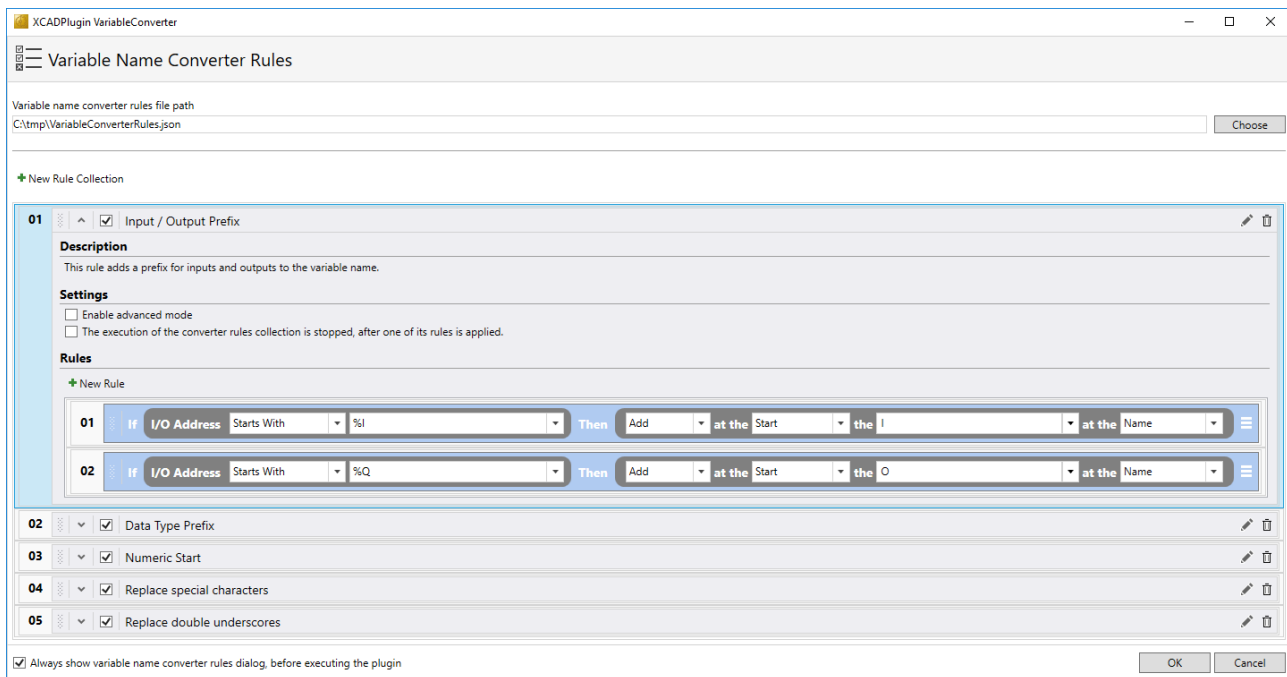 XCADPlugin VariableConverter
Variable Name Converter Rules
Variable name converter rules file path
C:\tmp\VariableConverterRules.json
Choose
New Rule Collection
01 Input / Output Prefix
Description
This rule adds a prefix for inputs and outputs to the variable name.
Settings
Enable advanced mode
The execution of the converter rules collection is stopped, after one of its rules is applied.
Rules
New Rule
01 If I/O Address Starts With %I Then Add at the Start the I at the Name
02 If I/O Address Starts With %Q Then Add at the Start the O at the Name
02 Data Type Prefix
03 Numeric Start
04 Replace special characters
05 Replace double underscores
Always show variable name converter rules dialog, before executing the plugin
OK Cancel